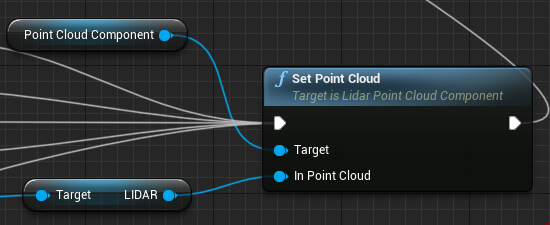 Point Cloud Component
f Set Point Cloud
Target is Lidar Point Cloud Component
Target
In Point Cloud
Target LIDAR